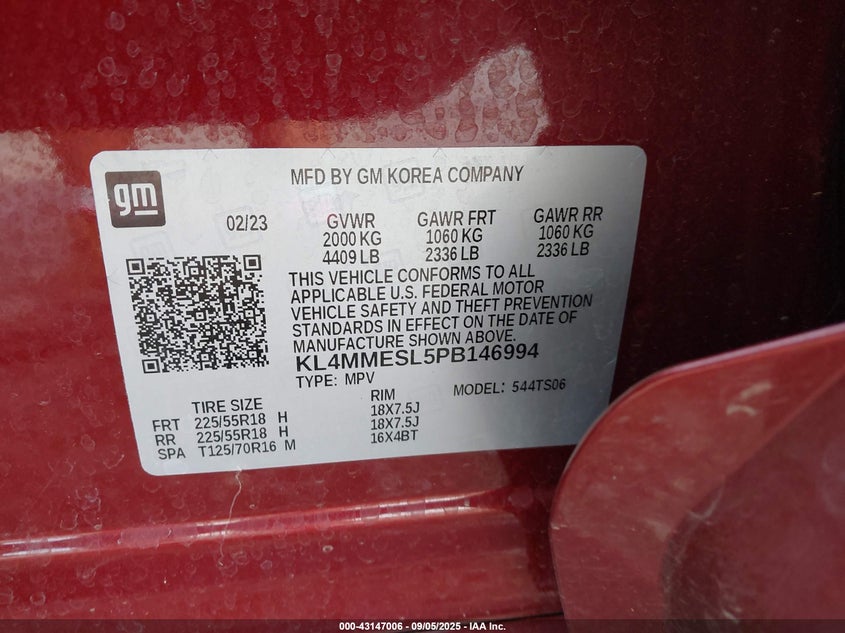 gm
MFD BY GM KOREA COMPANY
02/23
GVWR GAWR FRT GAWR RR
2000 KG 1060 KG 1060 KG
4409 LB 2336 LB 2336 LB
THIS VEHICLE CONFORMS TO ALL
APPLICABLE U.S. FEDERAL MOTOR
VEHICLE SAFETY AND THEFT PREVENTION
STANDARDS IN EFFECT ON THE DATE OF
MANUFACTURE SHOWN ABOVE.
KL4MMESL5PB146994
TYPE: MPV MODEL: 544TS06
TIRE SIZE RIM
FRT 225/55R18 H 18X7.5J
RR 225/55R18 H 18X7.5J
SPA T125/70R16 M 16X4BT
000-43147006 - 09/05/2025 - IAA Inc.